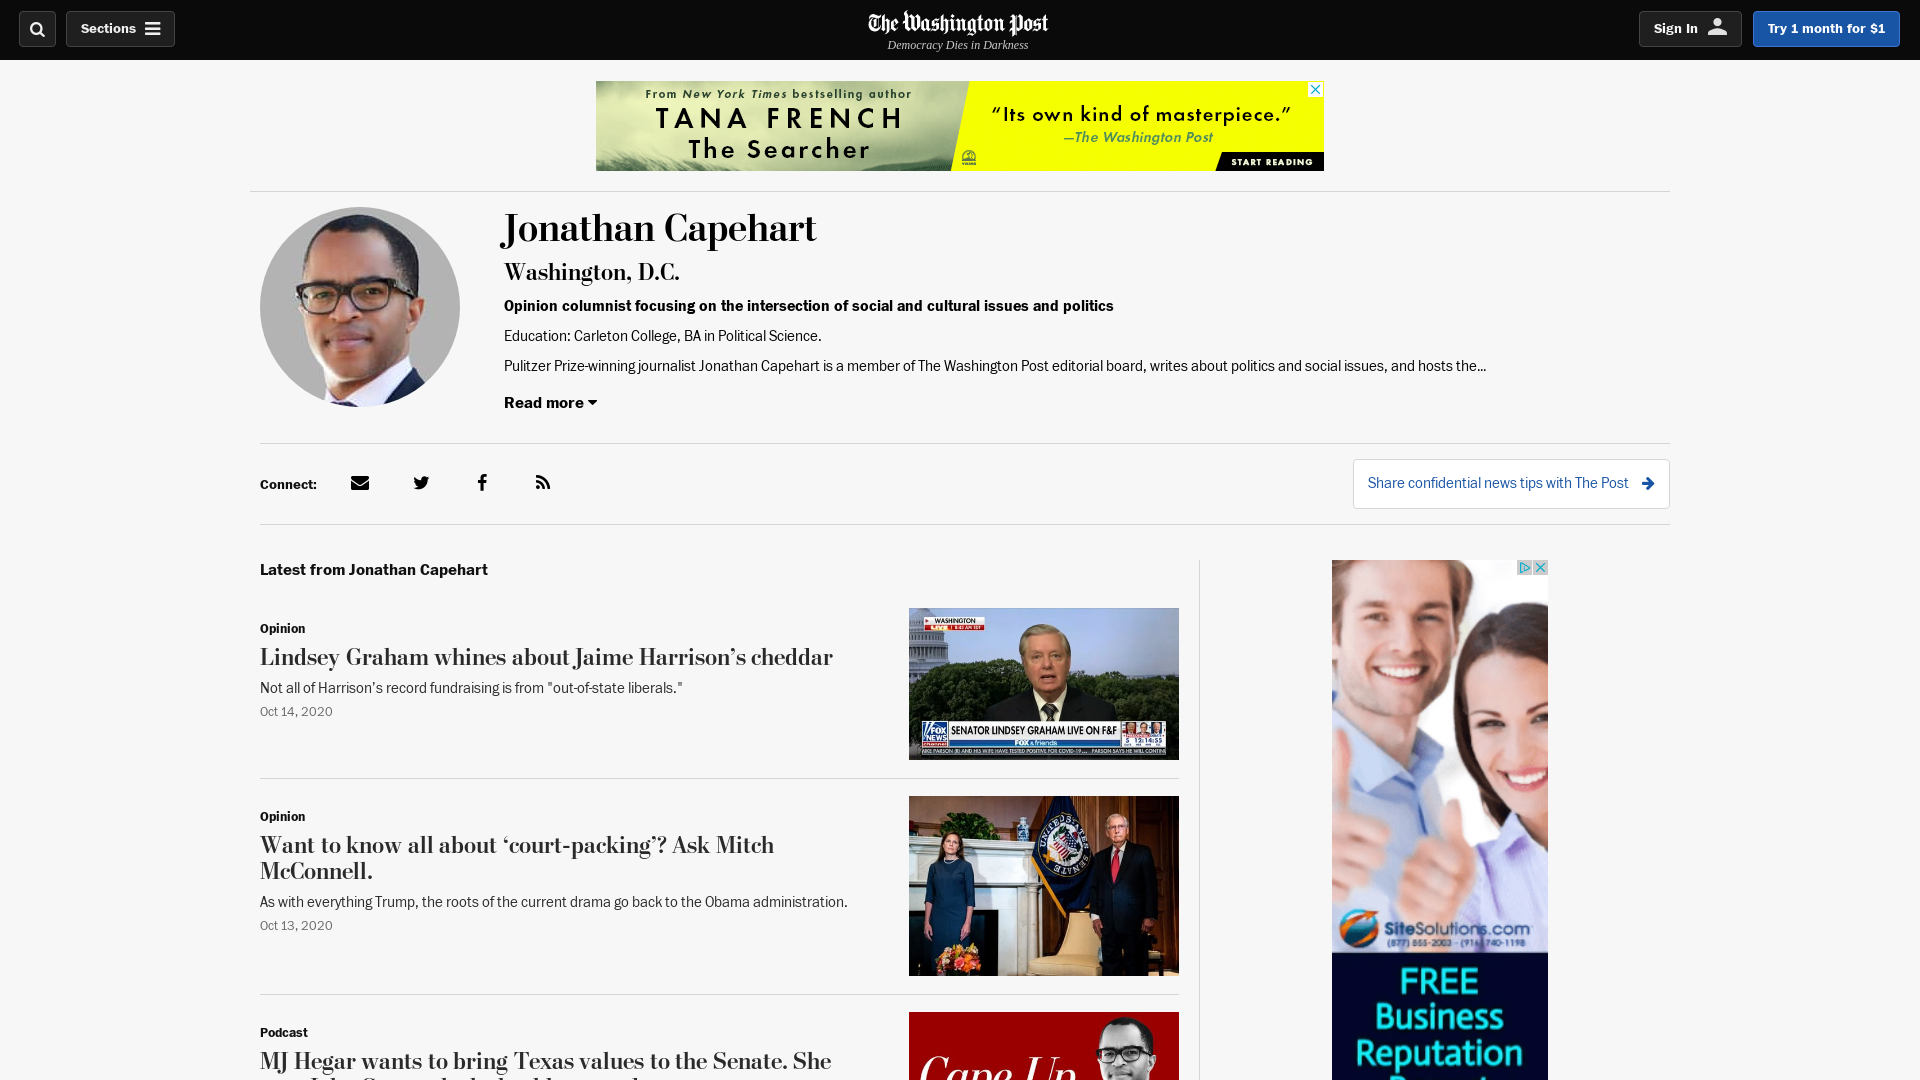 Sections
The Washington Post
Democracy Dies in Darkness
Sign In
Try 1 month for $1
From New York Times bestselling author
TANA FRENCH
The Searcher
“Its own kind of masterpiece.”
—The Washington Post
START READING
Jonathan Capehart
Washington, D.C.
Opinion columnist focusing on the intersection of social and cultural issues and politics
Education: Carleton College, BA in Political Science.
Pulitzer Prize-winning journalist Jonathan Capehart is a member of The Washington Post editorial board, writes about politics and social issues, and hosts the...
Read more
Connect:
Share confidential news tips with The Post
Latest from Jonathan Capehart
Opinion
Lindsey Graham whines about Jaime Harrison’s cheddar
Not all of Harrison's record fundraising is from "out-of-state liberals."
Oct 14, 2020
WASHINGTON
LIVE
FOX NEWS channel
SENATOR LINDSEY GRAHAM LIVE ON F&F
FOX & friends
Opinion
Want to know all about ‘court-packing’? Ask Mitch
McConnell.
As with everything Trump, the roots of the current drama go back to the Obama administration.
Oct 13, 2020
UNITED STATES
SENATE
Podcast
MJ Hegar wants to bring Texas values to the Senate. She
Cape Up
SiteSolutions.com
(877) 855-2003 - (914) 740-1198
FREE
Business
Reputation